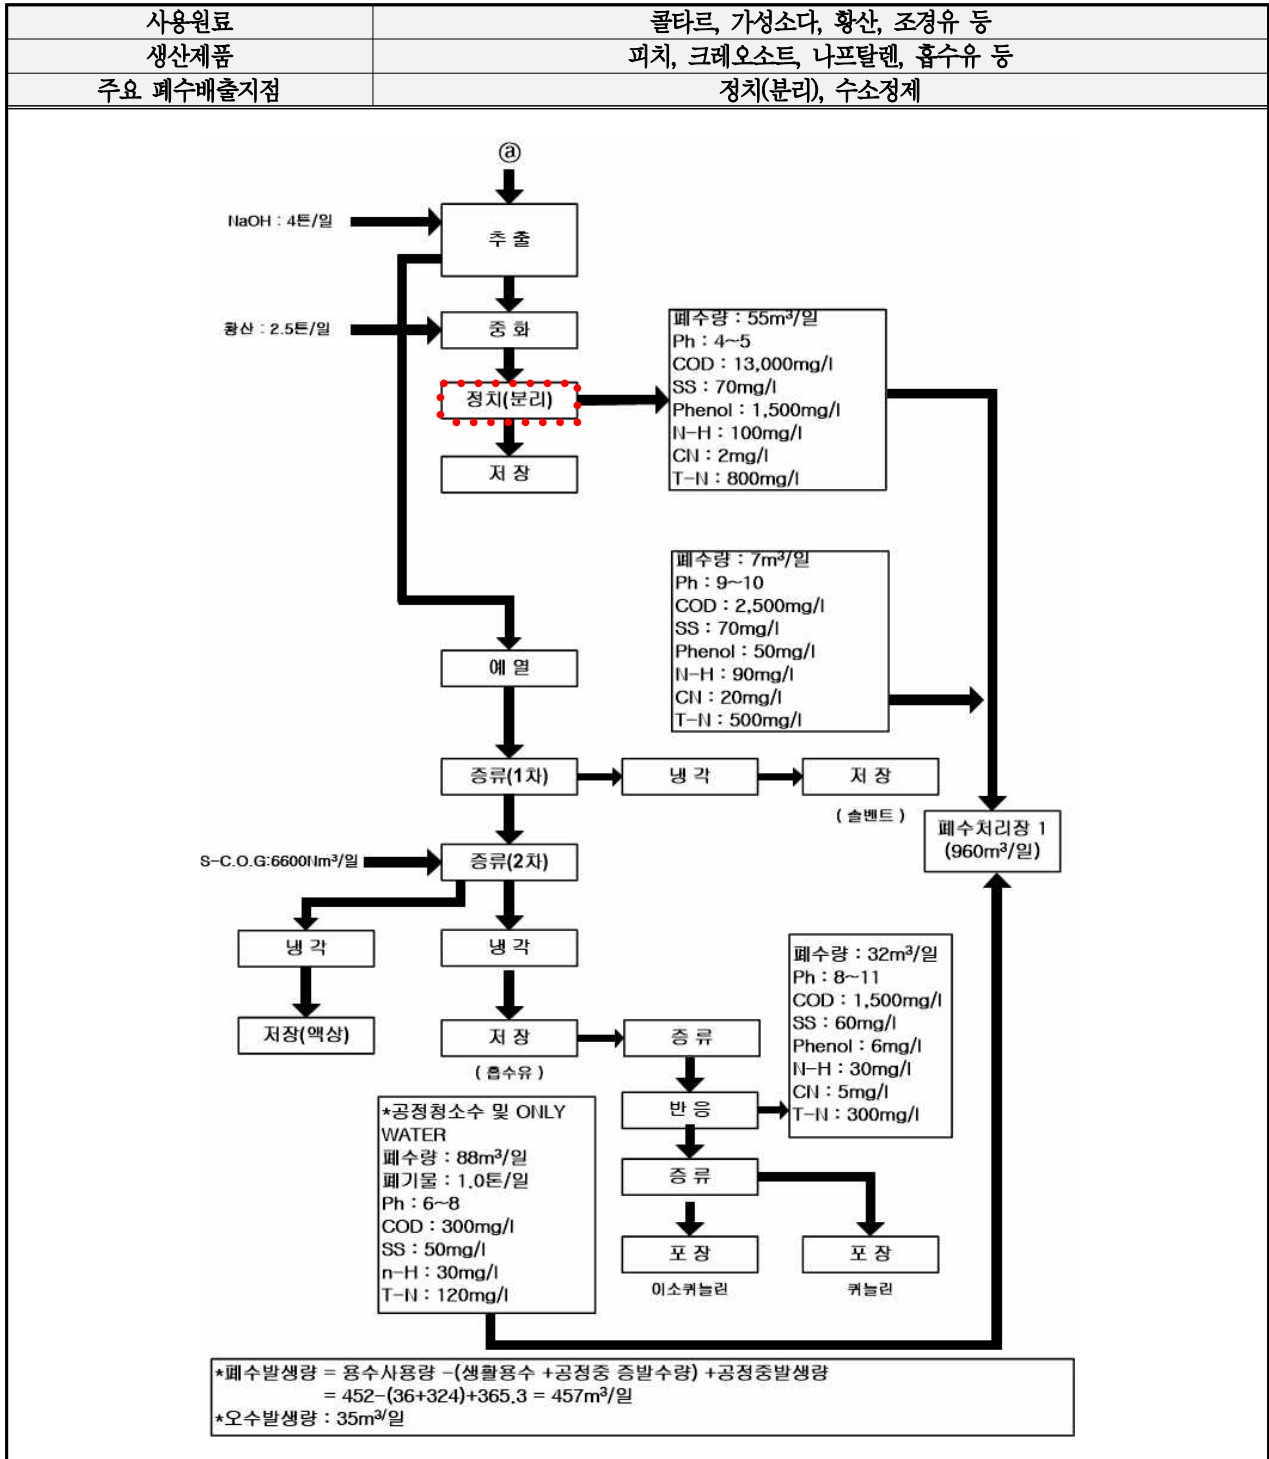 사용원료 콜타르, 가성소다, 황산, 조경유 등
생산제품 피치, 크레오소트, 나프탈렌, 흡수유 등
주요 폐수배출지점 정치(분리), 수소정제
ⓐ
NaOH : 4톤/일
추 출
황산 : 2.5톤/일
중 화
정치(분리)
저 장
폐수량 : 55m³/일
Ph : 4~5
COD : 13,000mg/l
SS : 70mg/l
Phenol : 1,500mg/l
N-H : 100mg/l
CN : 2mg/l
T-N : 800mg/l
폐수량 : 7m³/일
Ph : 9~10
COD : 2,500mg/l
SS : 70mg/l
Phenol : 50mg/l
N-H : 90mg/l
CN : 20mg/l
T-N : 500mg/l
예 열
증류(1차)
냉 각
저 장
( 솔벤트 )
폐수처리장 1
(960m³/일)
S-C.O.G:6600Nm³/일
증류(2차)
냉 각
냉 각
저장(액상)
저 장
( 흡수유 )
증 류
반 응
증 류
포 장
포 장
이소퀴놀린
퀴놀린
폐수량 : 32m³/일
Ph : 8~11
COD : 1,500mg/l
SS : 60mg/l
Phenol : 6mg/l
N-H : 30mg/l
CN : 5mg/l
T-N : 300mg/l
*공정청소수 및 ONLY
WATER
폐수량 : 88m³/일
폐기물 : 1.0톤/일
Ph : 6~8
COD : 300mg/l
SS : 50mg/l
n-H : 30mg/l
T-N : 120mg/l
*폐수발생량 = 용수사용량 -(생활용수 +공정중 증발수량) +공정중발생량
= 452-(36+324)+365.3 = 457m³/일
*오수발생량 : 35m³/일